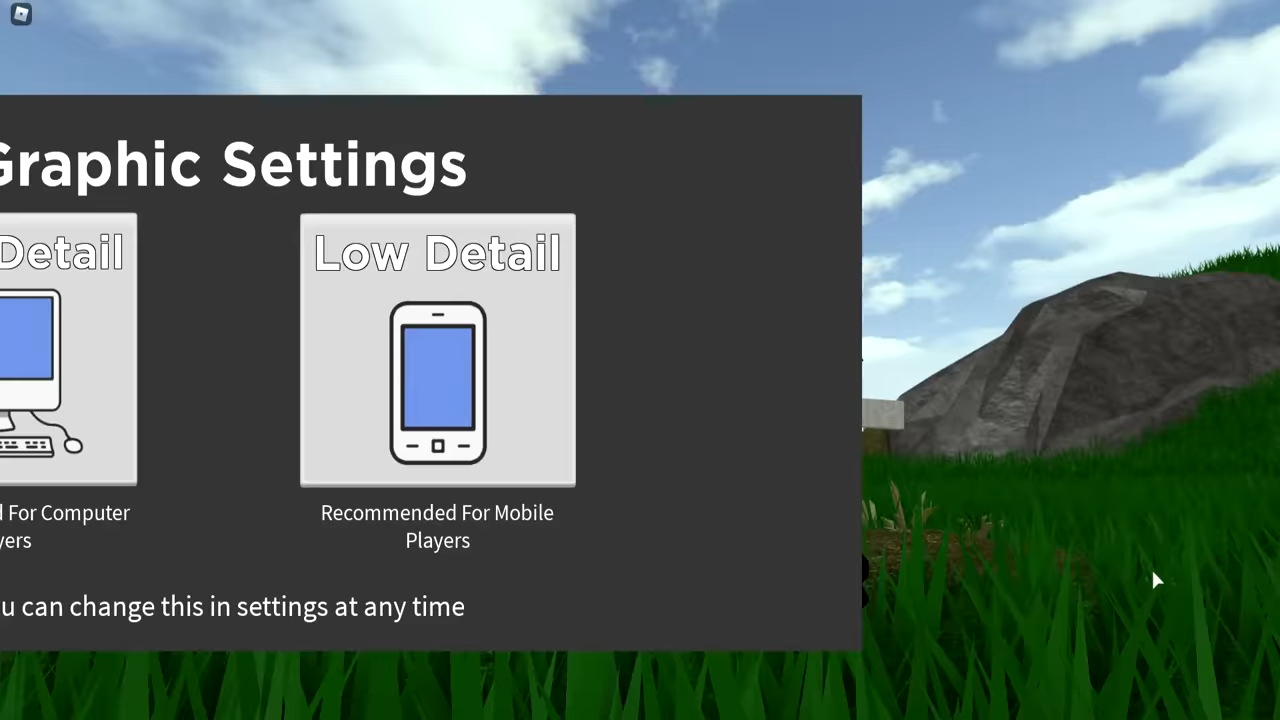 Graphic Settings
Detail
Low Detail
For Computer
Recommended For Mobile
Players
can change this in settings at any time